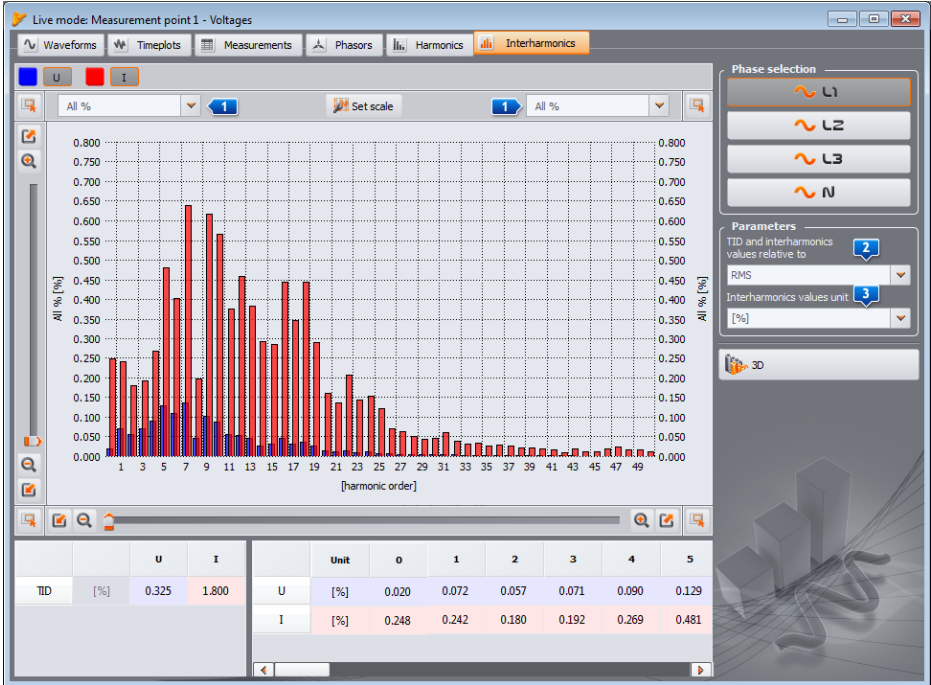 Live mode: Measurement point 1 - Voltages
Waveforms Timeplots Measurements Phasors Harmonics Interharmonics
U I
All % 1 Set scale 1 All %
Phase selection
L1
L2
L3
N
Parameters
TID and interharmonics
values relative to 2
RMS
Interharmonics values unit 3
[%]
3D
0.800 0.800
0.750 0.750
0.700 0.700
0.650 0.650
0.600 0.600
0.550 0.550
0.500 0.500
0.450 0.450
0.400 0.400
0.350 0.350
0.300 0.300
0.250 0.250
0.200 0.200
0.150 0.150
0.100 0.100
0.050 0.050
0.000 0.000
All % [%]
All % [%]
1 3 5 7 9 11 13 15 17 19 21 23 25 27 29 31 33 35 37 39 41 43 45 47 49
[harmonic order]
U I
TID [%] 0.325 1.800
Unit 0 1 2 3 4 5
U [%] 0.020 0.072 0.057 0.071 0.090 0.129
I [%] 0.248 0.242 0.180 0.192 0.269 0.481